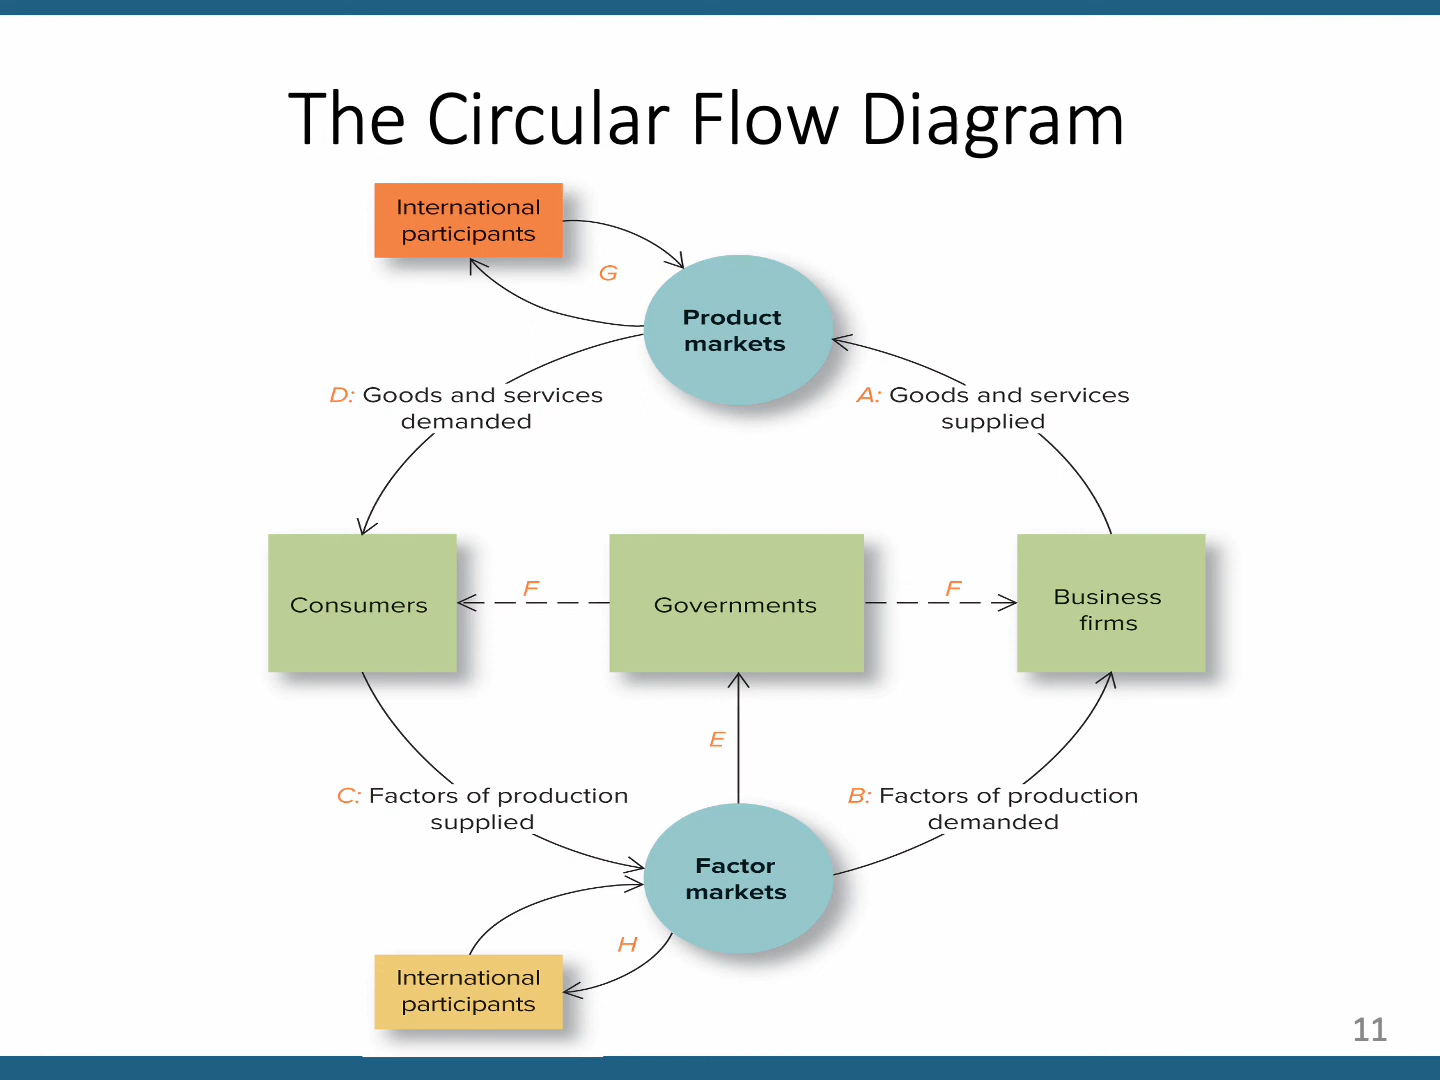 The Circular Flow Diagram
International
participants
G
Product
markets
D: Goods and services
demanded
A: Goods and services
supplied
Consumers
F
Governments
F
Business
firms
E
C: Factors of production
supplied
B: Factors of production
demanded
Factor
markets
H
International
participants
11